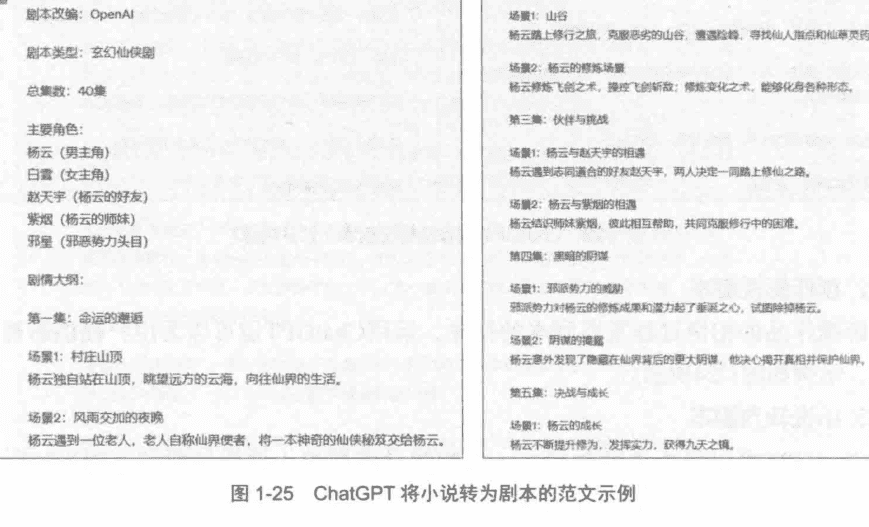 剧本改编：OpenAI
剧本类型：玄幻仙侠剧
总集数：40集
主要角色：
杨云（男主角）
白雪（女主角）
赵天宇（杨云的好友）
紫烟（杨云的师妹）
邪星（邪恶势力头目）
剧情大纲：
第一集：命运的邂逅
场景1：村庄山顶
杨云独自站在山顶，眺望远方的云海，向往仙界的生活。
场景2：风雨交加的夜晚
杨云遇到一位老人，老人自称仙界使者，将一本神奇的仙侠秘笈交给杨云。
场景1：山谷
杨云踏上修行之旅，克服恶劣的山谷，遭遇险峰，寻找仙人指点和仙草灵药
场景2：杨云的修炼场景
杨云修炼飞剑之术，操控飞剑斩敌；修炼变化之术，能够化身各种形态。
第三集：伙伴与挑战
场景1：杨云与赵天宇的相遇
杨云遇到志同道合的好友赵天宇，两人决定一同踏上修仙之路。
场景2：杨云与紫烟的相遇
杨云结识师妹紫烟，彼此相互帮助，共同克服修行中的困难。
第四集：黑暗的阴谋
场景1：邪派势力的威胁
邪派势力对杨云的修炼成果和潜力起了垂涎之心，试图除掉杨云。
场景2：阴谋的揭露
杨云意外发现了隐藏在仙界背后的更大阴谋，他决心揭开真相并保护仙界。
第五集：决战与成长
场景1：杨云的成长
杨云不断提升修为，发挥实力，获得九天之镜。
图 1-25 ChatGPT 将小说转为剧本的范文示例